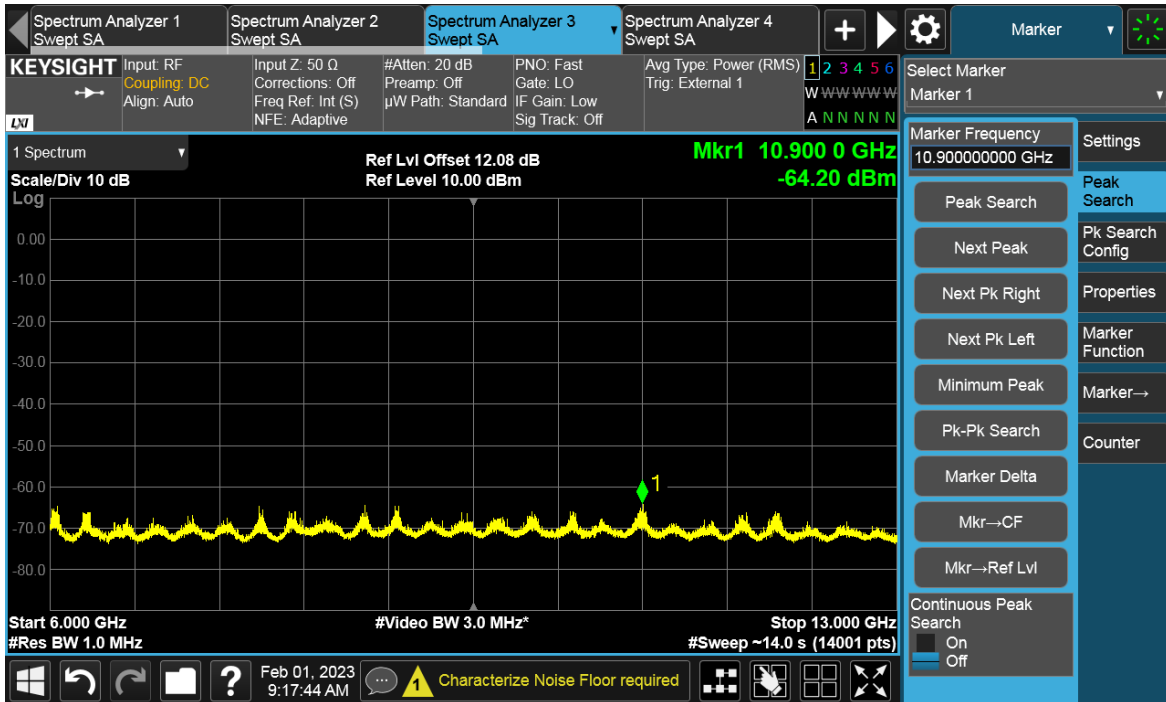 Spectrum Analyzer 1
Swept SA
Spectrum Analyzer 2
Swept SA
Spectrum Analyzer 3
Swept SA
Spectrum Analyzer 4
Swept SA
+
Marker
KEYSIGHT
LXI
Input: RF
Coupling: DC
Align: Auto
Input Z: 50 Ω
Corrections: Off
Freq Ref: Int (S)
NFE: Adaptive
#Atten: 20 dB
Preamp: Off
µW Path: Standard
PNO: Fast
Gate: LO
IF Gain: Low
Sig Track: Off
Avg Type: Power (RMS)
Trig: External 1
1 2 3 4 5 6
W W W W W W
A N N N N N
Select Marker
Marker 1
1 Spectrum
Scale/Div 10 dB
Log
Ref Lvl Offset 12.08 dB
Ref Level 10.00 dBm
Mkr1 10.900 0 GHz
-64.20 dBm
0.00
-10.0
-20.0
-30.0
-40.0
-50.0
-60.0
-70.0
-80.0
1
Start 6.000 GHz
#Res BW 1.0 MHz
#Video BW 3.0 MHz*
Stop 13.000 GHz
#Sweep ~14.0 s (14001 pts)
Marker Frequency
10.900000000 GHz
Peak Search
Next Peak
Next Pk Right
Next Pk Left
Minimum Peak
Pk-Pk Search
Marker Delta
Mkr→CF
Mkr→Ref Lvl
Continuous Peak
Search
On
Off
Settings
Peak
Search
Pk Search
Config
Properties
Marker
Function
Marker→
Counter
?
Feb 01, 2023
9:17:44 AM
1
Characterize Noise Floor required